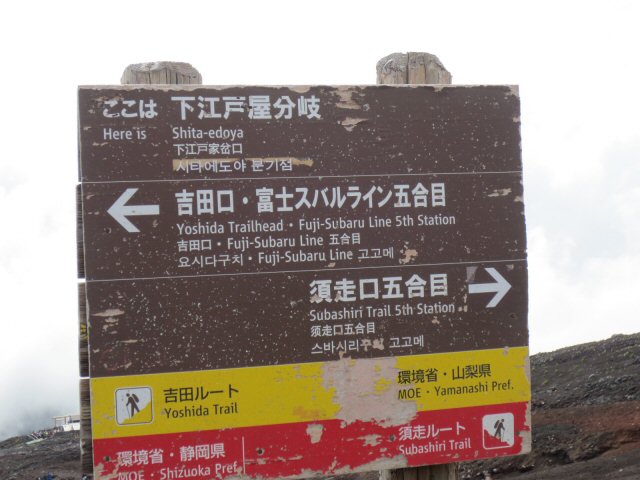 ここは 下江戸屋分岐
Here is Shita-edoya
下江戸家岔口
시타에도야 분기점
吉田口・富士スバルライン五合目
Yoshida Trailhead・Fuji-Subaru Line 5th Station
吉田口・Fuji-Subaru Line 五合目
요시다구치・Fuji-Subaru Line 고고메
須走口五合目
Subashiri Trail 5th Station
须走口五合目
스바시리구치 고고메
吉田ルート
Yoshida Trail
環境省・山梨県
MOE・Yamanashi Pref.
環境省・静岡県
MOE・Shizuoka Pref.
須走ルート
Subashiri Trail